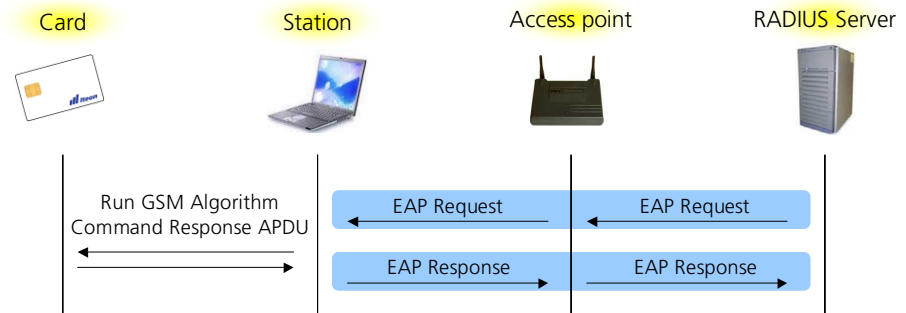 Card
Station
Access point
RADIUS Server
Run GSM Algorithm
Command Response APDU
EAP Request
EAP Request
EAP Response
EAP Response